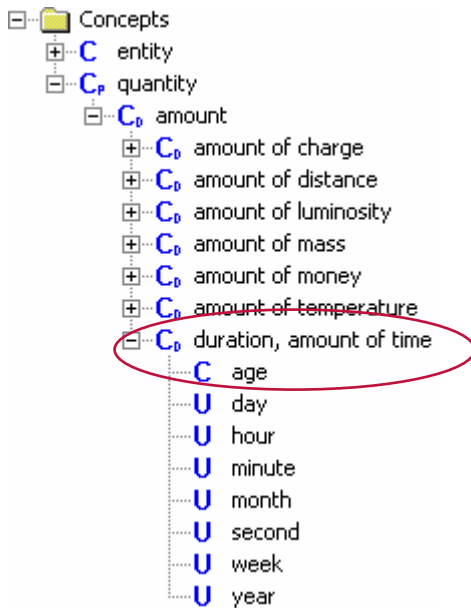 Concepts
C entity
CP quantity
CD amount
CD amount of charge
CD amount of distance
CD amount of luminosity
CD amount of mass
CD amount of money
CD amount of temperature
CD duration, amount of time
C age
U day
U hour
U minute
U month
U second
U week
U year